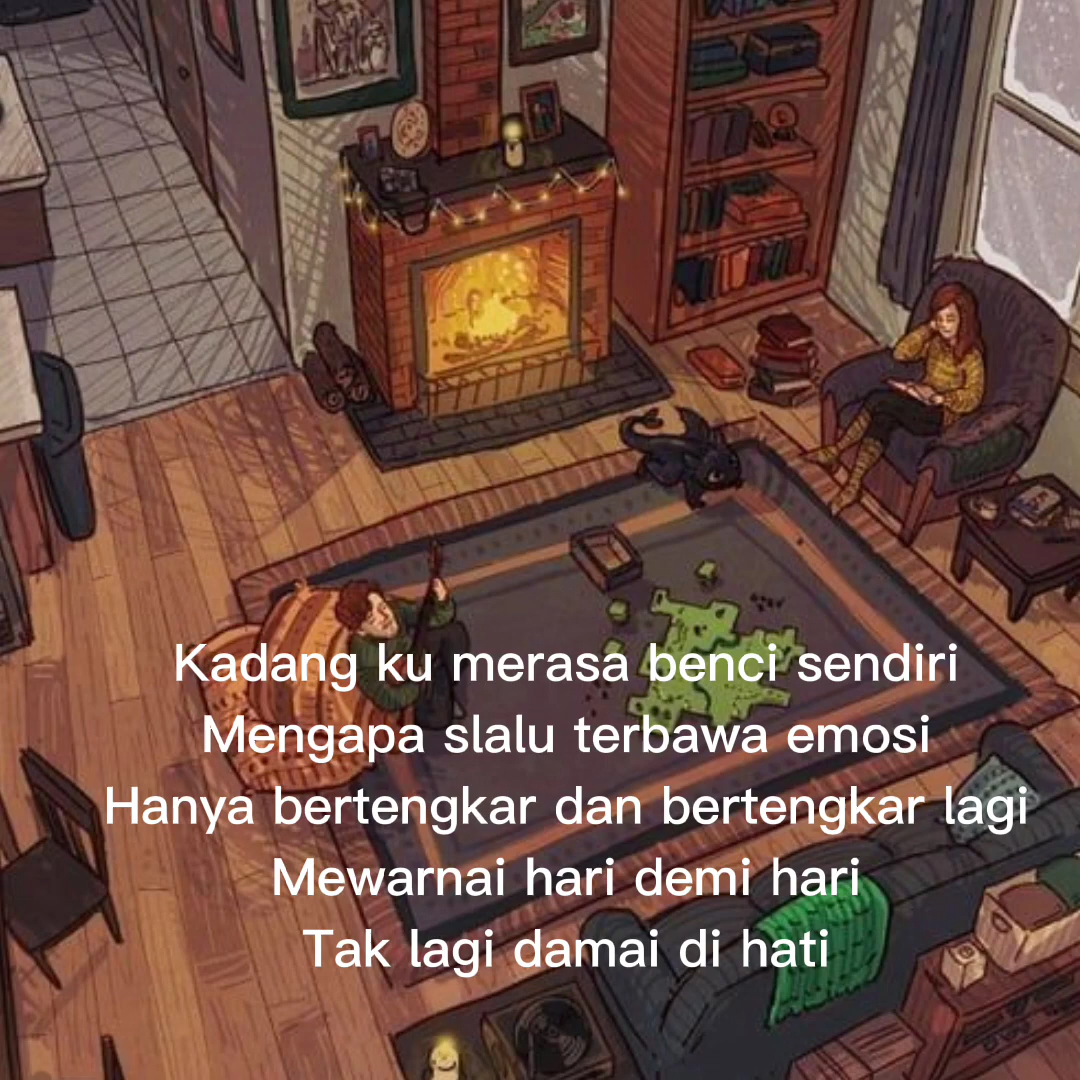 Kadang ku merasa benci sendiri
Mengapa slalu terbawa emosi
Hanya bertengkar dan bertengkar lagi
Mewarnai hari demi hari
Tak lagi damai di hati